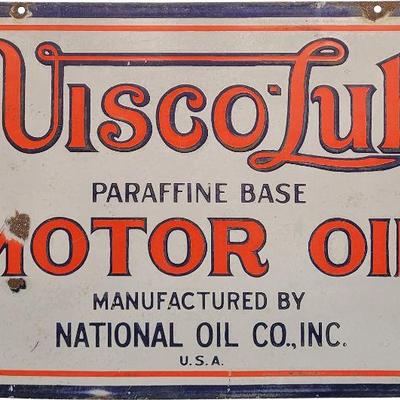 Visco-Lub
PARAFFINE BASE
MOTOR OIL
MANUFACTURED BY
NATIONAL OIL CO., INC.
U.S.A.